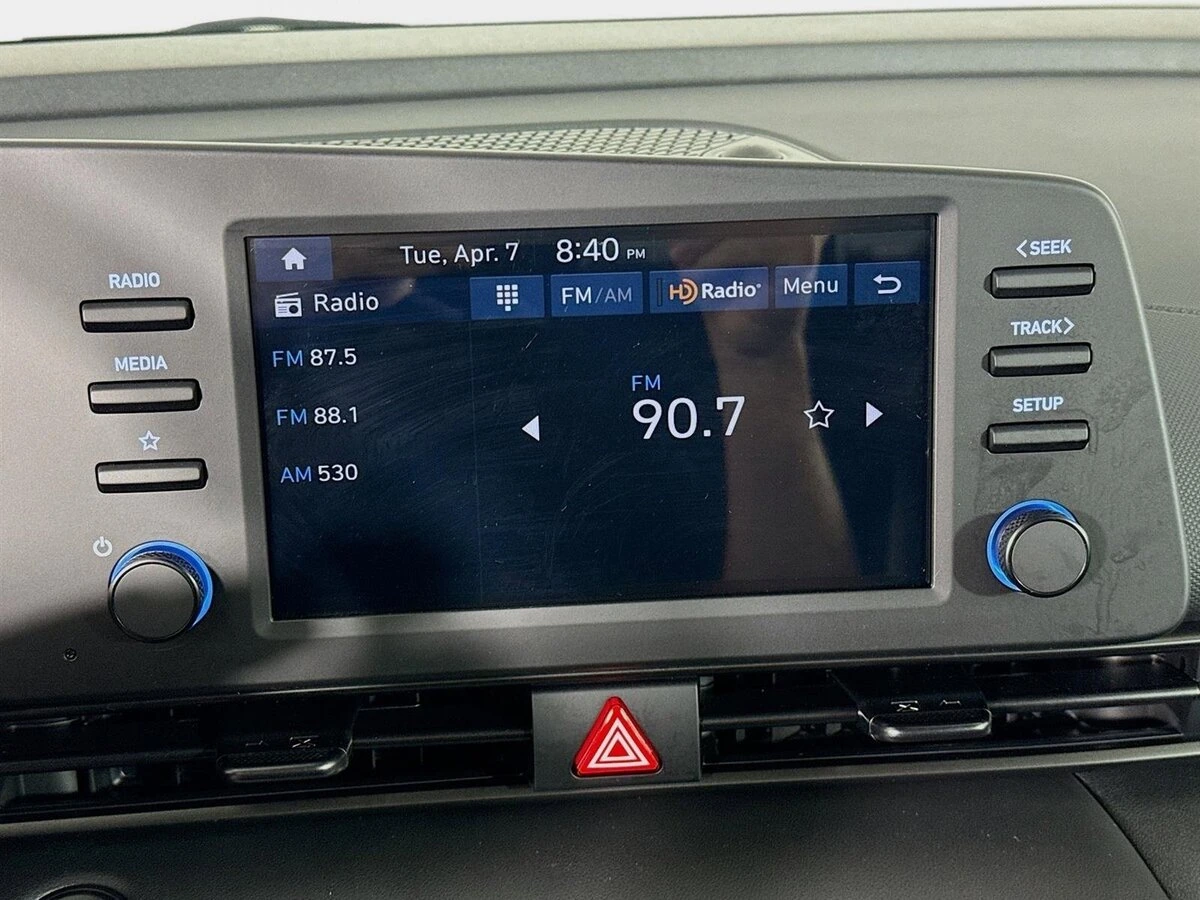 Tue, Apr. 7 8:40 PM
Radio FM/AM HD Radio® Menu
FM 87.5
FM 88.1
AM 530
FM
90.7
RADIO
MEDIA
<SEEK
TRACK>
SETUP